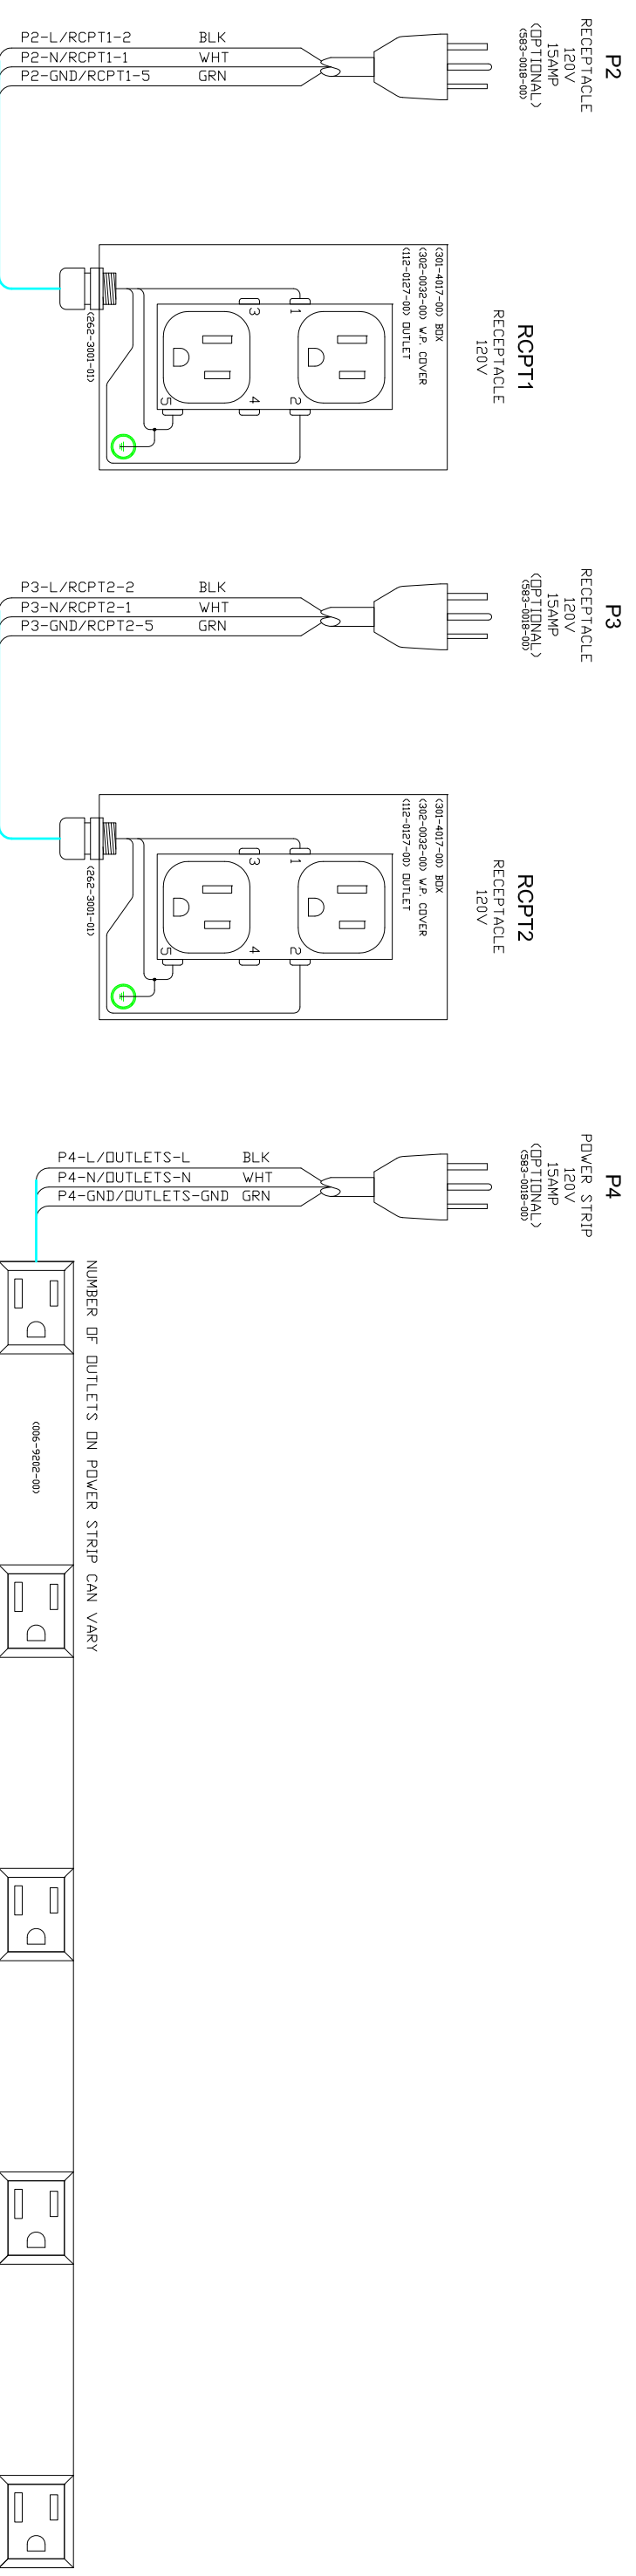 P2
RECEPTACLE
120V
15AMP
(OPTIONAL)
(583-0018-00)
P2-L/RCPT1-2 BLK
P2-N/RCPT1-1 WHT
P2-GND/RCPT1-5 GRN
RCPT1
RECEPTACLE
120V
(301-4017-00) BOX
(302-0032-00) W.P. COVER
(112-0127-00) OUTLET
1
2
3
4
5
(262-3001-01)
P3
RECEPTACLE
120V
15AMP
(OPTIONAL)
(583-0018-00)
P3-L/RCPT2-2 BLK
P3-N/RCPT2-1 WHT
P3-GND/RCPT2-5 GRN
RCPT2
RECEPTACLE
120V
(301-4017-00) BOX
(302-0032-00) W.P. COVER
(112-0127-00) OUTLET
1
2
3
4
5
(262-3001-01)
P4
POWER STRIP
120V
15AMP
(OPTIONAL)
(583-0018-00)
P4-L/OUTLETS-L BLK
P4-N/OUTLETS-N WHT
P4-GND/OUTLETS-GND GRN
NUMBER OF OUTLETS ON POWER STRIP CAN VARY
(006-9202-00)